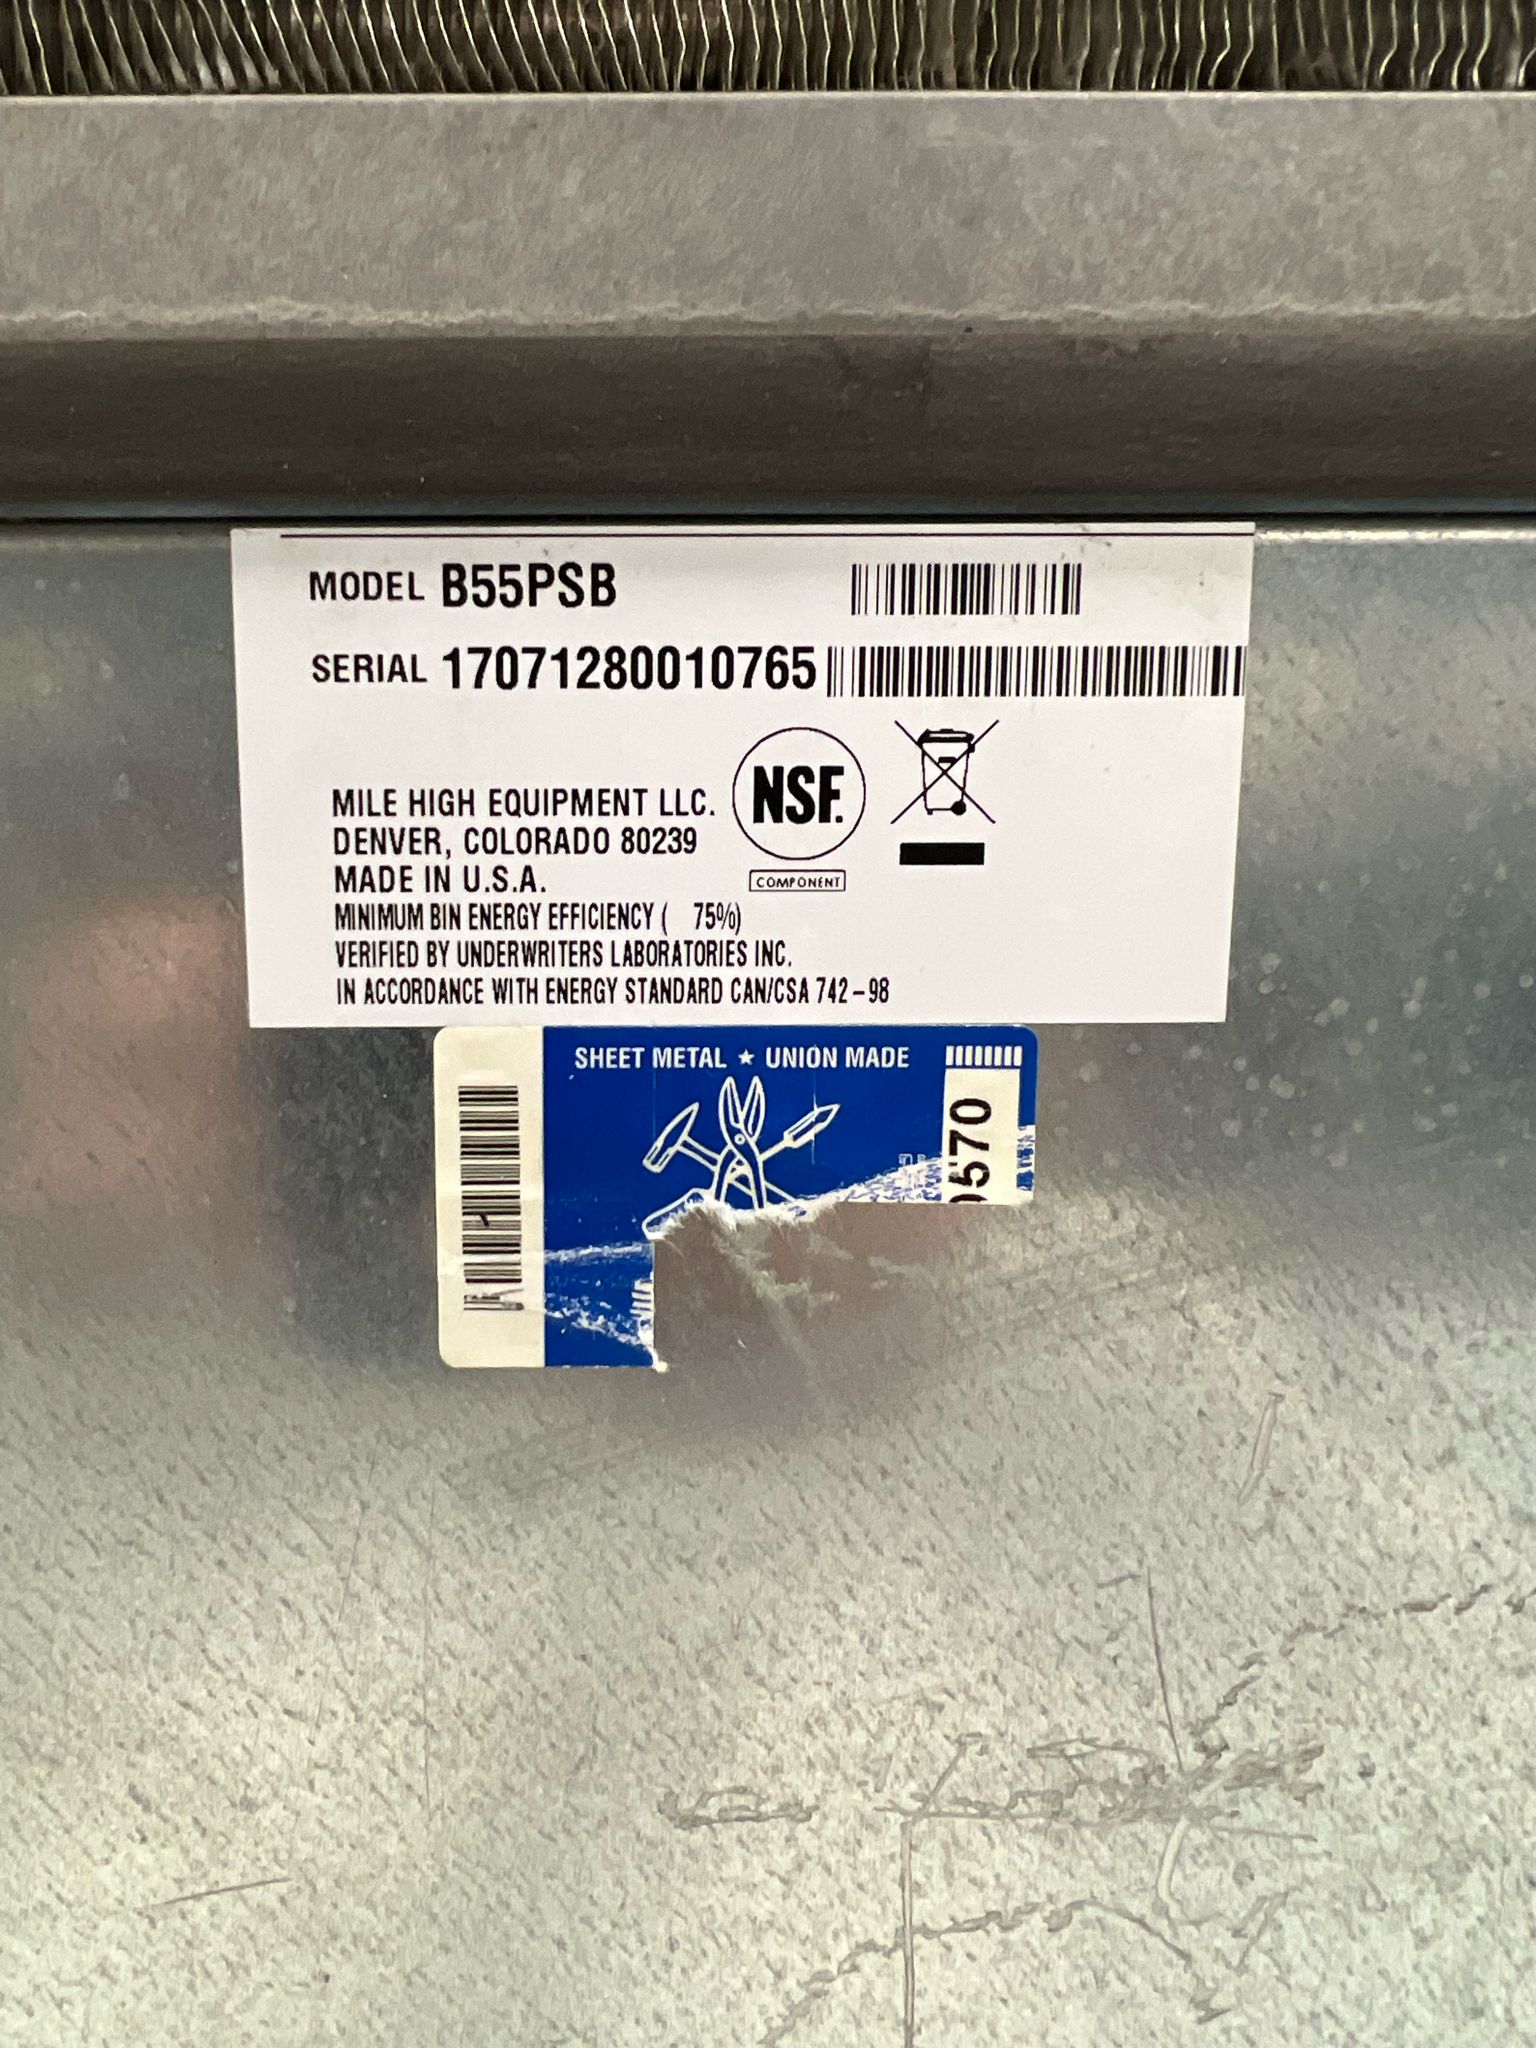 MODEL B55PSB
SERIAL 17071280010765
NSF.
COMPONENT
MILE HIGH EQUIPMENT LLC.
DENVER, COLORADO 80239
MADE IN U.S.A.
MINIMUM BIN ENERGY EFFICIENCY ( 75%)
VERIFIED BY UNDERWRITERS LABORATORIES INC.
IN ACCORDANCE WITH ENERGY STANDARD CAN/CSA 742-98
SHEET METAL ★ UNION MADE
570